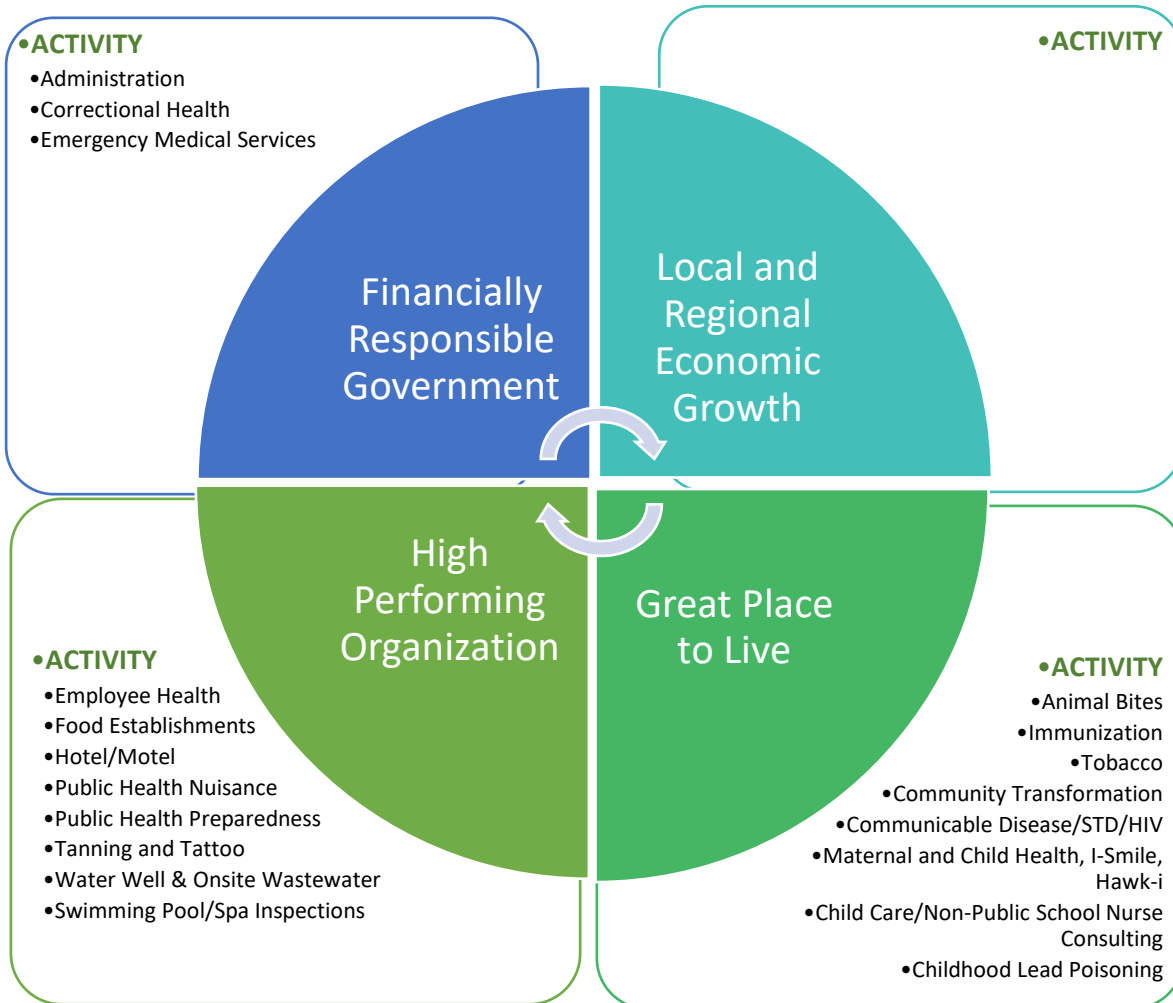 •ACTIVITY
•Administration
•Correctional Health
•Emergency Medical Services
•ACTIVITY
Financially
Responsible
Government
Local and
Regional
Economic
Growth
High
Performing
Organization
Great Place
to Live
•ACTIVITY
•Employee Health
•Food Establishments
•Hotel/Motel
•Public Health Nuisance
•Public Health Preparedness
•Tanning and Tattoo
•Water Well & Onsite Wastewater
•Swimming Pool/Spa Inspections
•ACTIVITY
•Animal Bites
•Immunization
•Tobacco
•Community Transformation
•Communicable Disease/STD/HIV
•Maternal and Child Health, I-Smile,
Hawk-i
•Child Care/Non-Public School Nurse
Consulting
•Childhood Lead Poisoning